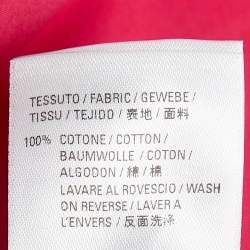 TESSUTO / FABRIC / GEWEBE /
TISSU / TEJIDO / 表地 / 面料
100% COTONE / COTTON /
BAUMWOLLE / COTON /
ALGODON / 綿 / 棉
LAVARE AL ROVESCIO / WASH
ON REVERSE / LAVER A
L'ENVERS / 反面洗涤